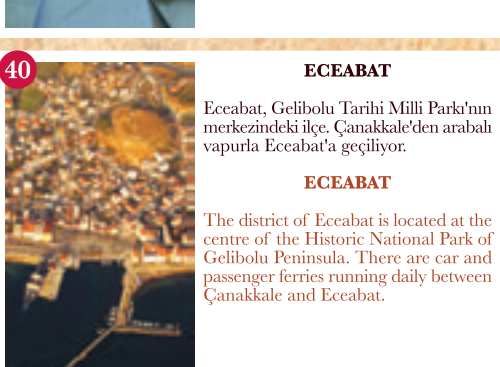 40
ECEABAT
Eceabat, Gelibolu Tarihi Milli Parkı'nın
merkezindeki ilçe. Çanakkale'den arabalı
vapurla Eceabat'a geçiliyor.
ECEABAT
The district of Eceabat is located at the
centre of the Historic National Park of
Gelibolu Peninsula. There are car and
passenger ferries running daily between
Çanakkale and Eceabat.